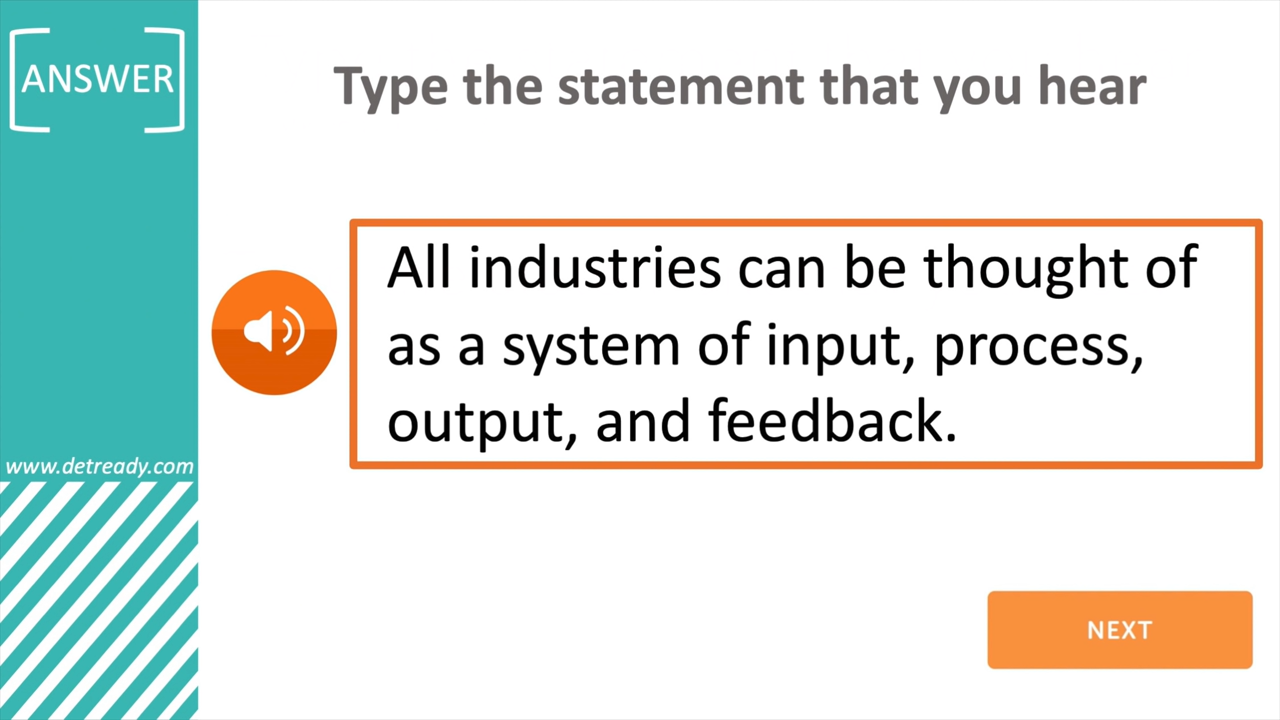 ANSWER
Type the statement that you hear
All industries can be thought of
as a system of input, process,
output, and feedback.
www.detready.com
NEXT